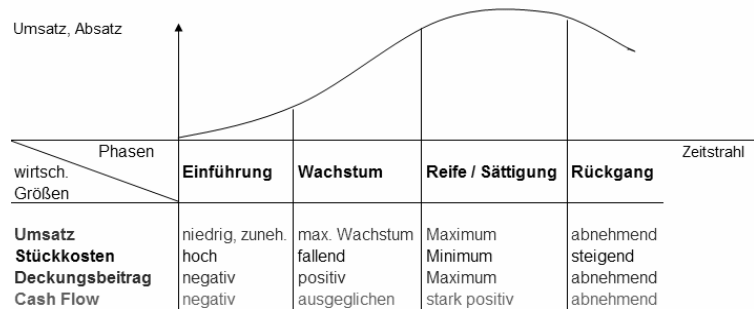 Umsatz, Absatz
Phasen
Zeitstrahl
wirtsch.
Größen
Einführung Wachstum Reife / Sättigung Rückgang
Umsatz niedrig, zuneh. max. Wachstum Maximum abnehmend
Stückkosten hoch fallend Minimum steigend
Deckungsbeitrag negativ positiv Maximum abnehmend
Cash Flow negativ ausgeglichen stark positiv abnehmend